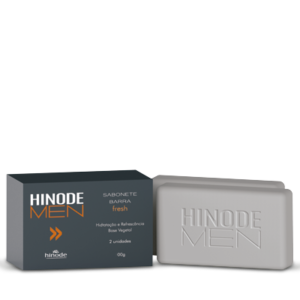 HINODE
MEN
hinode
SABONETE
BARRA
fresh
Hidratação e Refrescância
Base Vegetal
2 unidades
HINODE
MEN